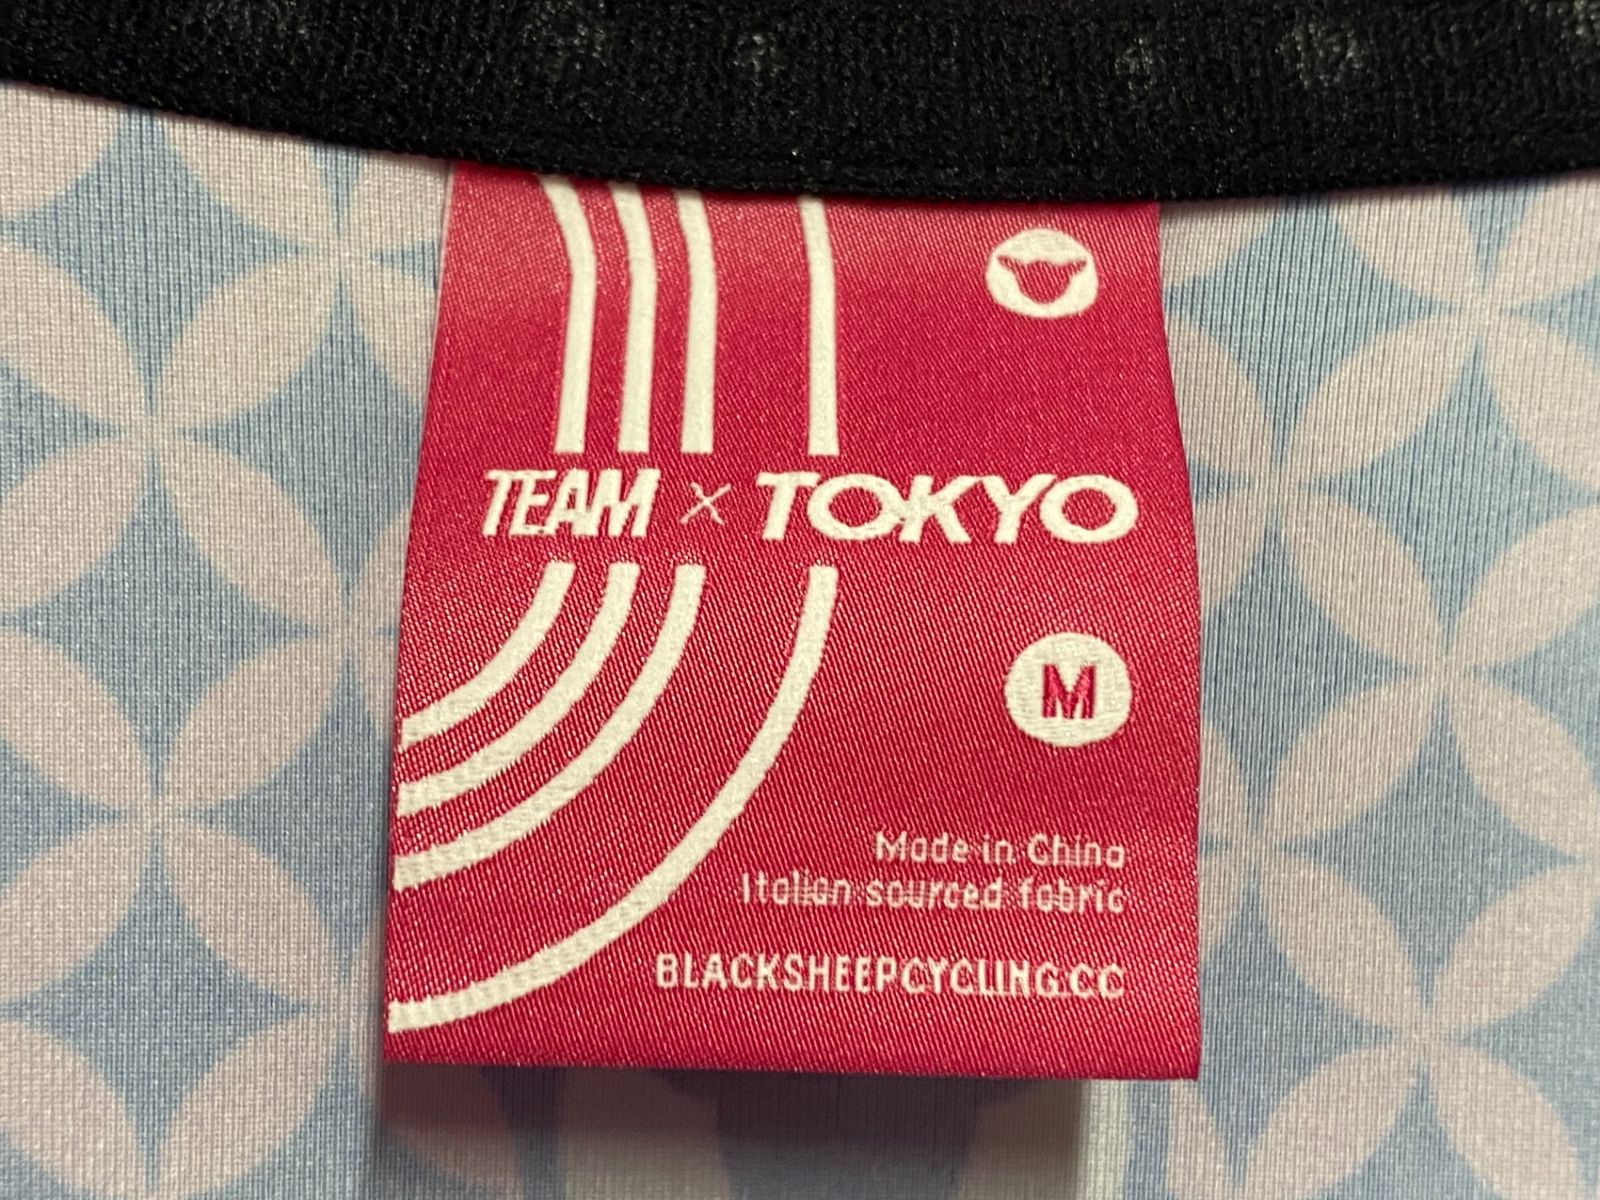 TEAM x TOKYO
M
Made in China
Italian sourced fabric
BLACKSHEEPCYCLING.CC